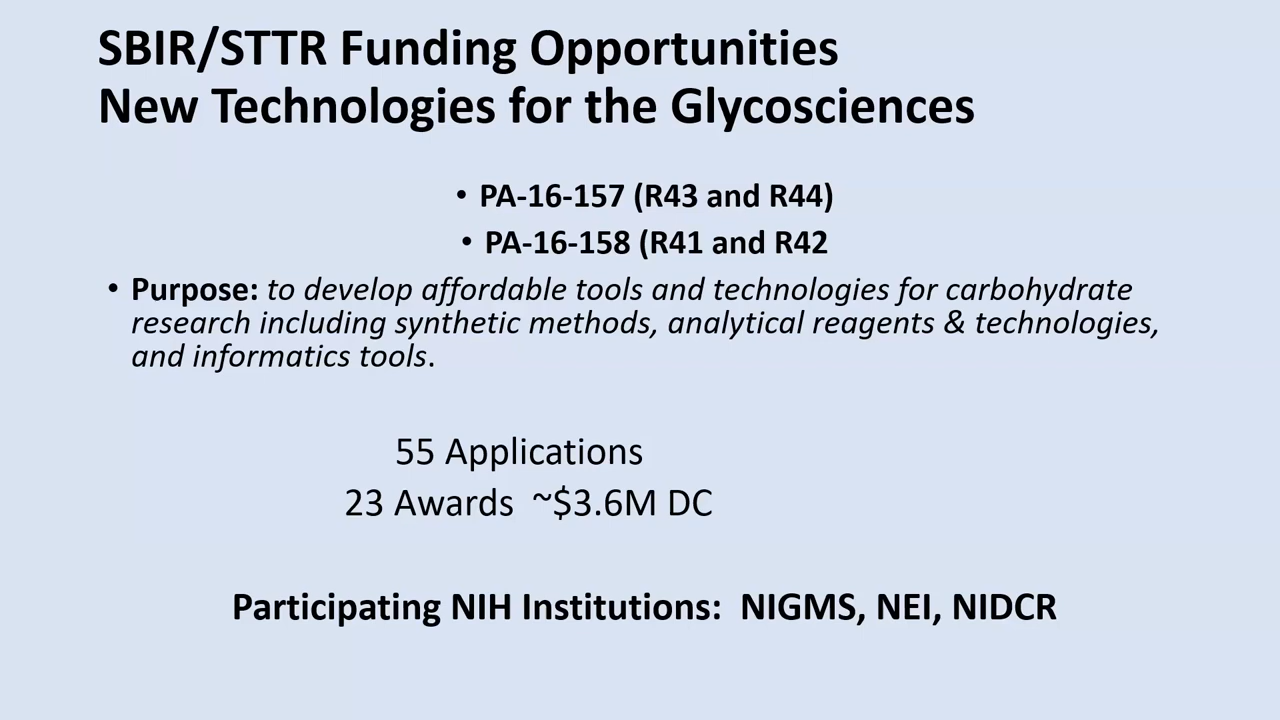 SBIR/STTR Funding Opportunities
New Technologies for the Glycosciences
• PA-16-157 (R43 and R44)
• PA-16-158 (R41 and R42
• Purpose: to develop affordable tools and technologies for carbohydrate
research including synthetic methods, analytical reagents & technologies,
and informatics tools.
55 Applications
23 Awards ~$3.6M DC
Participating NIH Institutions: NIGMS, NEI, NIDCR